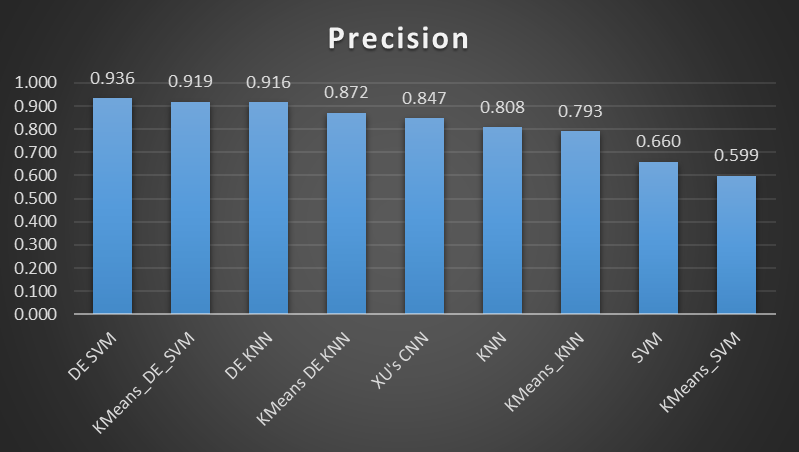 Precision
0.936 0.919 0.916 0.872 0.847 0.808 0.793 0.660 0.599
1.000
0.900
0.800
0.700
0.600
0.500
0.400
0.300
0.200
0.100
0.000
DE SVM
KMeans_DE_SVM
DE KNN
KMeans DE KNN
XU's CNN
KNN
KMeans_KNN
SVM
KMeans_SVM